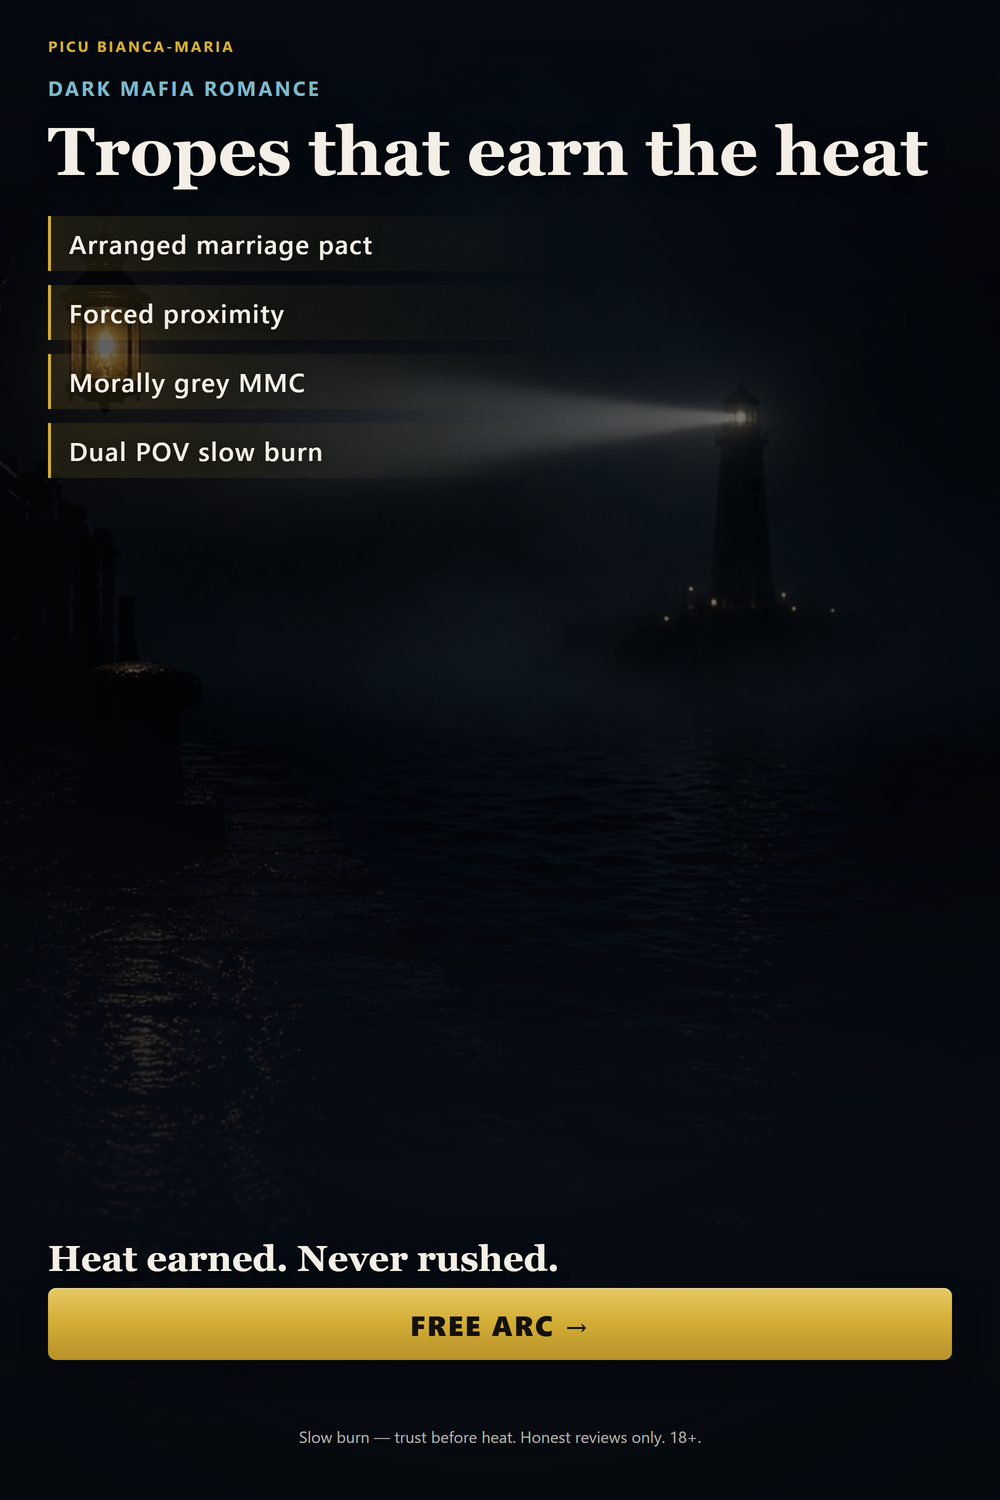 PICU BIANCA-MARIA
DARK MAFIA ROMANCE
Tropes that earn the heat
Arranged marriage pact
Forced proximity
Morally grey MMC
Dual POV slow burn
Heat earned. Never rushed.
FREE ARC →
Slow burn — trust before heat. Honest reviews only. 18+.